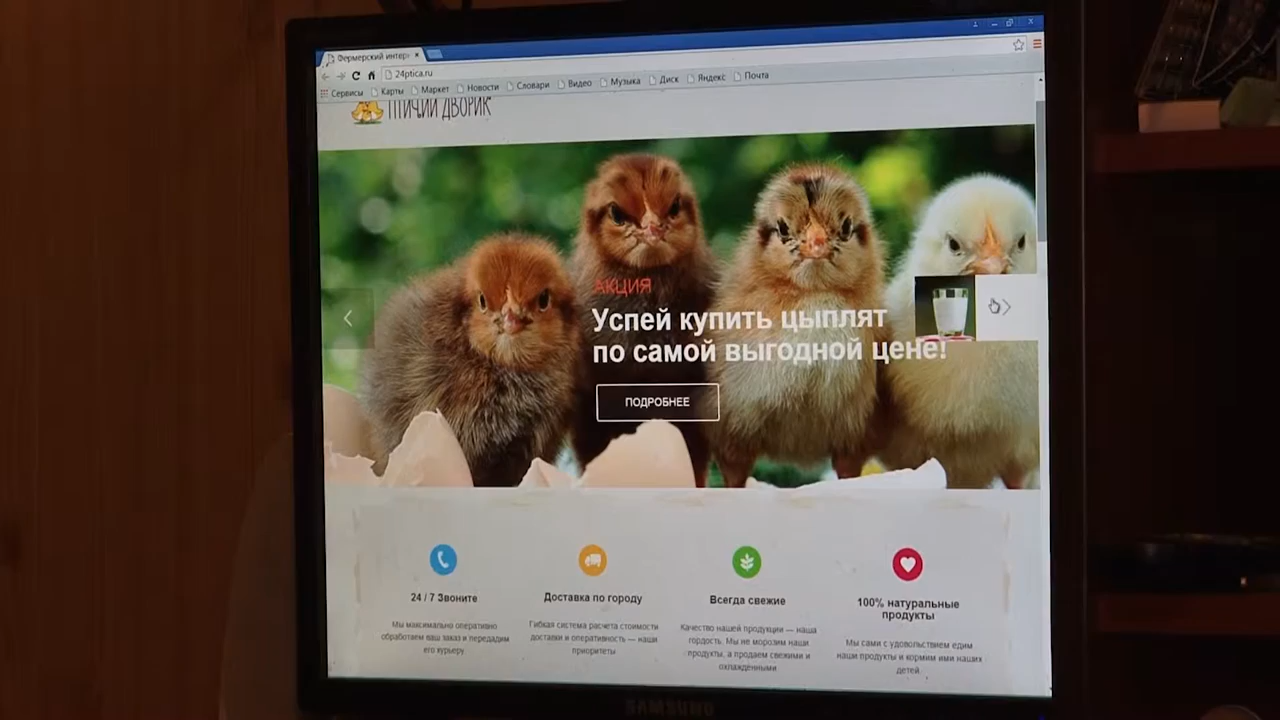 Фермерский интер
24ptica.ru
Сервисы Карты Маркет Новости Словари Видео Музыка Диск Яндекс Почта
ПТИЧИЙ ДВОРИК
АКЦИЯ
Успей купить цыплят
по самой выгодной цене!
ПОДРОБНЕЕ
24 / 7 Звоните
Мы максимально оперативно
обработаем ваш заказ и передадим
его курьеру
Доставка по городу
Гибкая система расчета стоимости
доставки и оперативность — наши
приоритеты
Всегда свежие
Качество нашей продукции — наша
гордость. Мы не морозим наши
продукты, а продаем свежими и
охлажденными
100% натуральные
продукты
Мы сами с удовольствием едим
наши продукты и кормим ими наших
детей.
SAMSUNG